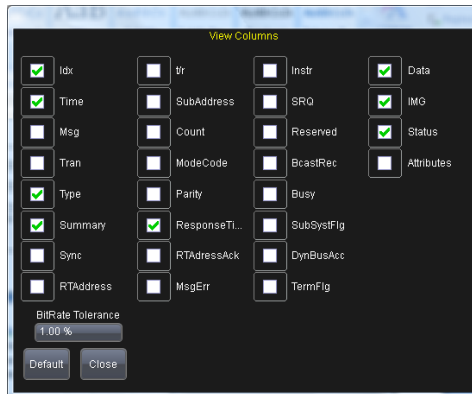 View Columns
Idx t/r Instr Data
Time SubAddress SRQ IMG
Msg Count Reserved Status
Tran ModeCode BcastRec Attributes
Type Parity Busy
Summary ResponseTi... SubSystFlg
Sync RTAdressAck DynBusAcc
RTAddress MsgErr TermFlg
BitRate Tolerance
1.00 %
Default Close